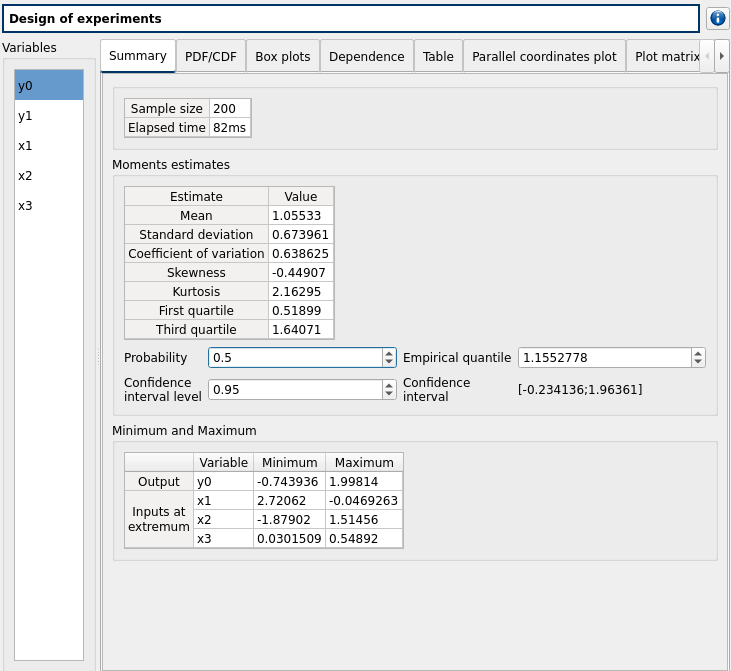 Design of experiments
Variables
y0
y1
x1
x2
x3
Summary PDF/CDF Box plots Dependence Table Parallel coordinates plot Plot matrix
Sample size 200
Elapsed time 82ms
Moments estimates
Estimate Value
Mean 1.05533
Standard deviation 0.673961
Coefficient of variation 0.638625
Skewness -0.44907
Kurtosis 2.16295
First quartile 0.51899
Third quartile 1.64071
Probability 0.5 Empirical quantile 1.1552778
Confidence interval level 0.95 Confidence interval [-0.234136;1.96361]
Minimum and Maximum
Variable Minimum Maximum
Output y0 -0.743936 1.99814
Inputs at extremum x1 2.72062 -0.0469263
x2 -1.87902 1.51456
x3 0.0301509 0.54892